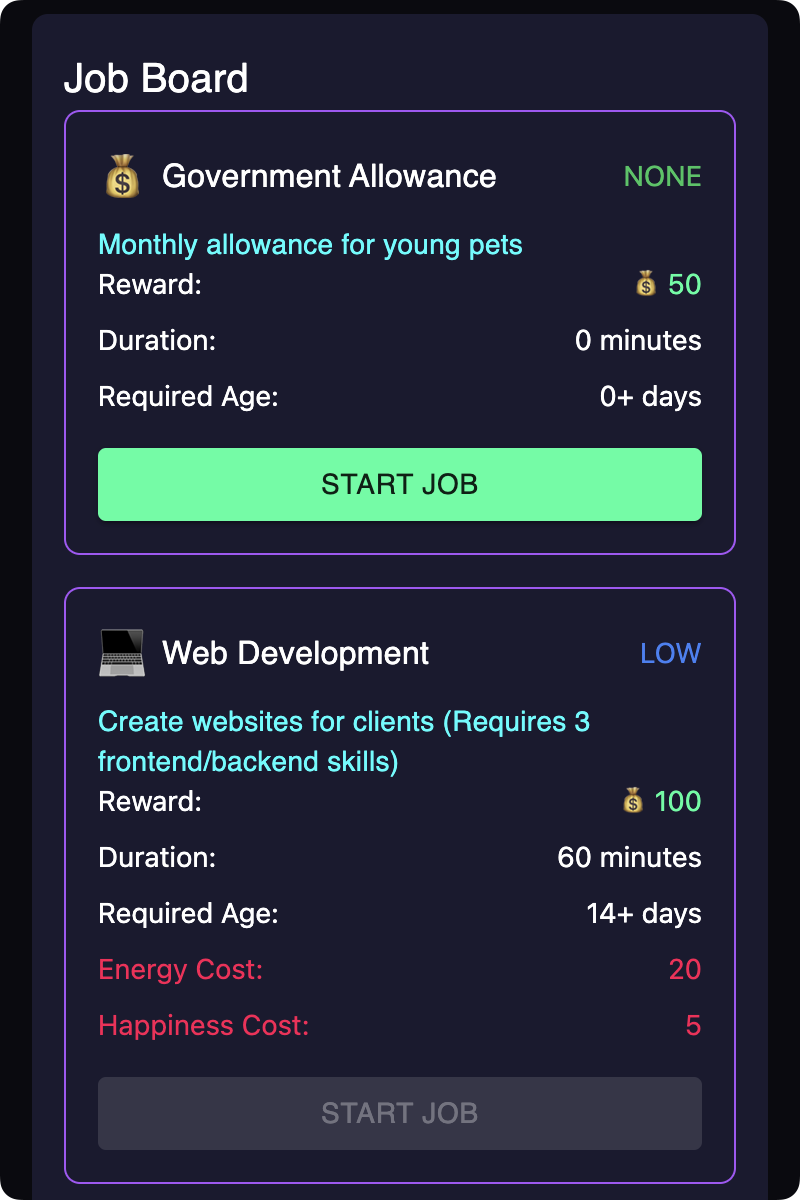 Job Board
💰 Government Allowance NONE
Monthly allowance for young pets
Reward: 💰 50
Duration: 0 minutes
Required Age: 0+ days
START JOB
💻 Web Development LOW
Create websites for clients (Requires 3
frontend/backend skills)
Reward: 💰 100
Duration: 60 minutes
Required Age: 14+ days
Energy Cost: 20
Happiness Cost: 5
START JOB